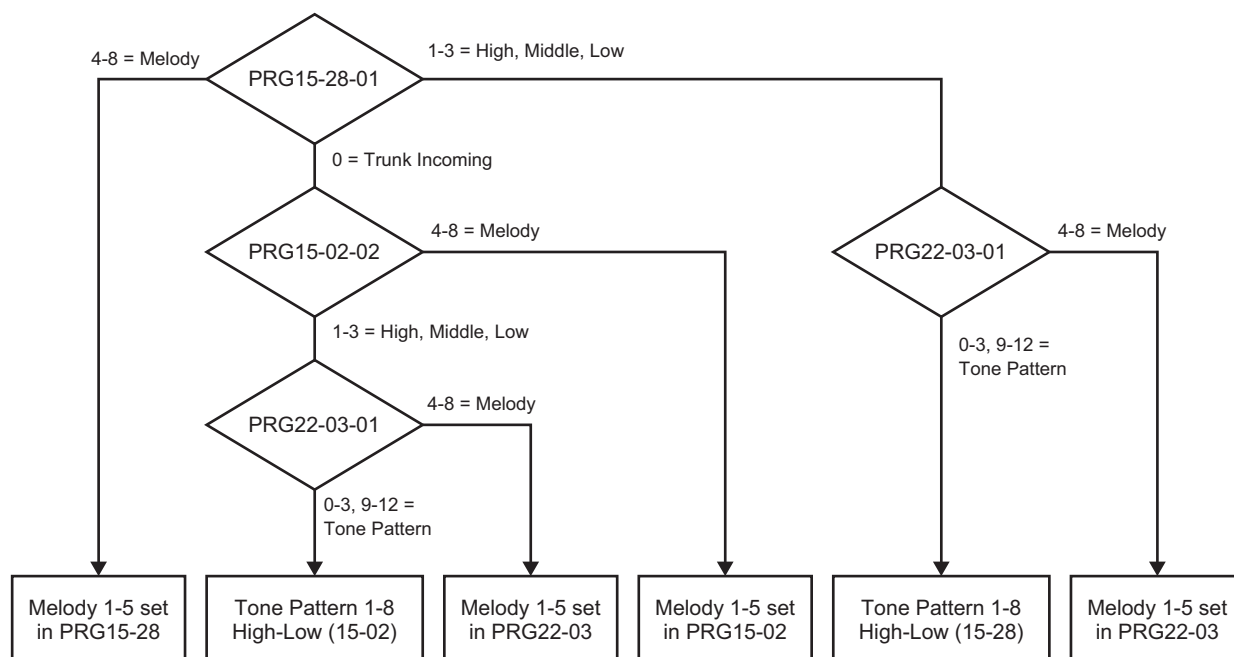 4-8 = Melody
PRG15-28-01
1-3 = High, Middle, Low
0 = Trunk Incoming
PRG15-02-02
4-8 = Melody
PRG22-03-01
4-8 = Melody
1-3 = High, Middle, Low
0-3, 9-12 =
Tone Pattern
PRG22-03-01
4-8 = Melody
0-3, 9-12 =
Tone Pattern
Melody 1-5 set
in PRG15-28
Tone Pattern 1-8
High-Low (15-02)
Melody 1-5 set
in PRG22-03
Melody 1-5 set
in PRG15-02
Tone Pattern 1-8
High-Low (15-28)
Melody 1-5 set
in PRG22-03